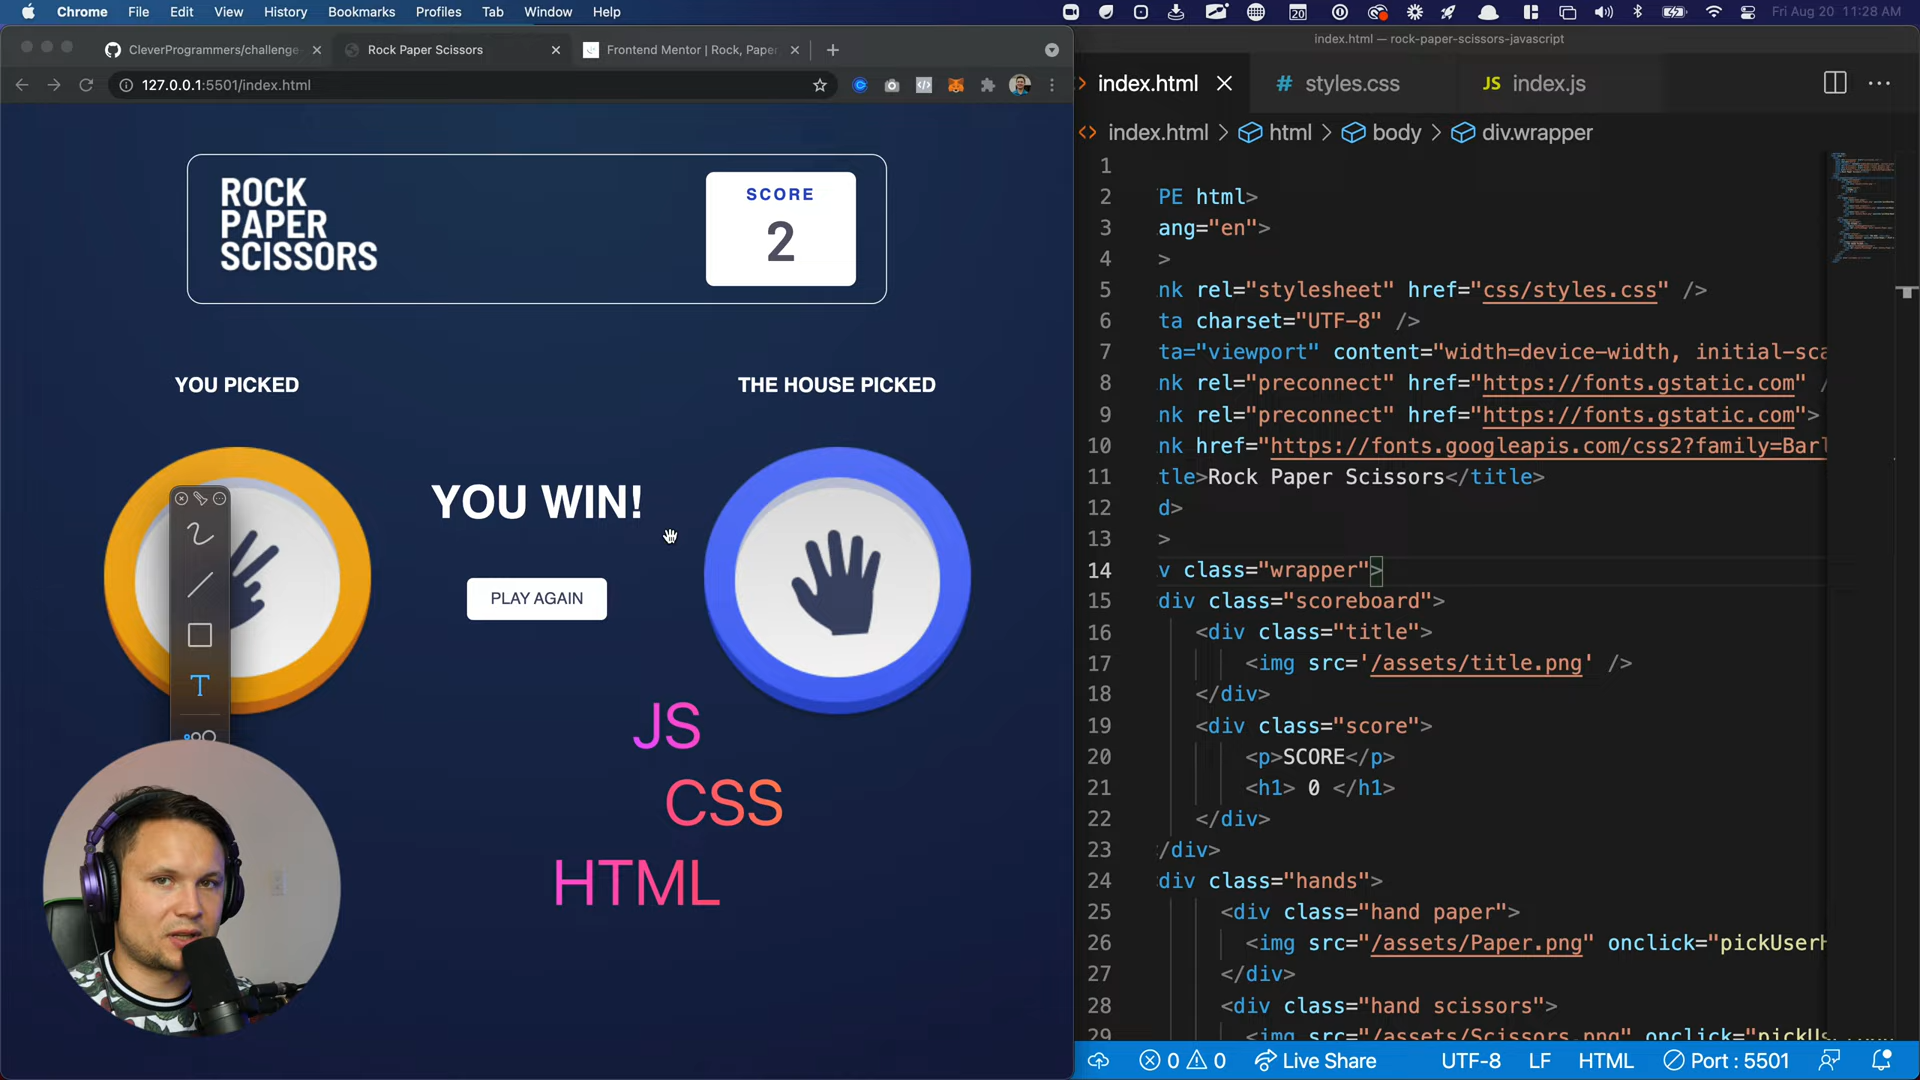 Chrome File Edit View History Bookmarks Profiles Tab Window Help
20
Fri Aug 20 11:28 AM
CleverProgrammers/challenge-
Rock Paper Scissors
Frontend Mentor | Rock, Paper
127.0.0.1:5501/index.html
ROCK
PAPER
SCISSORS
SCORE
2
YOU PICKED
THE HOUSE PICKED
YOU WIN!
PLAY AGAIN
T
JS
CSS
HTML
index.html — rock-paper-scissors-javascript
index.html
# styles.css
JS index.js
index.html > html > body > div.wrapper
1
2 PE html>
3 ang="en">
4 >
5 nk rel="stylesheet" href="css/styles.css" />
6 ta charset="UTF-8" />
7 ta="viewport" content="width=device-width, initial-sca
8 nk rel="preconnect" href="https://fonts.gstatic.com" /
9 nk rel="preconnect" href="https://fonts.gstatic.com">
10 nk href="https://fonts.googleapis.com/css2?family=Barl
11 tle>Rock Paper Scissors</title>
12 d>
13 >
14 v class="wrapper">
15 div class="scoreboard">
16 <div class="title">
17 <img src='/assets/title.png' />
18 </div>
19 <div class="score">
20 <p>SCORE</p>
21 <h1> 0 </h1>
22 </div>
23 /div>
24 div class="hands">
25 <div class="hand paper">
26 <img src="/assets/Paper.png" onclick="pickUserH
27 </div>
28 <div class="hand scissors">
29 <img src="/assets/Scissors.png" onclick="pickUs
0 0 Live Share UTF-8 LF HTML Port : 5501